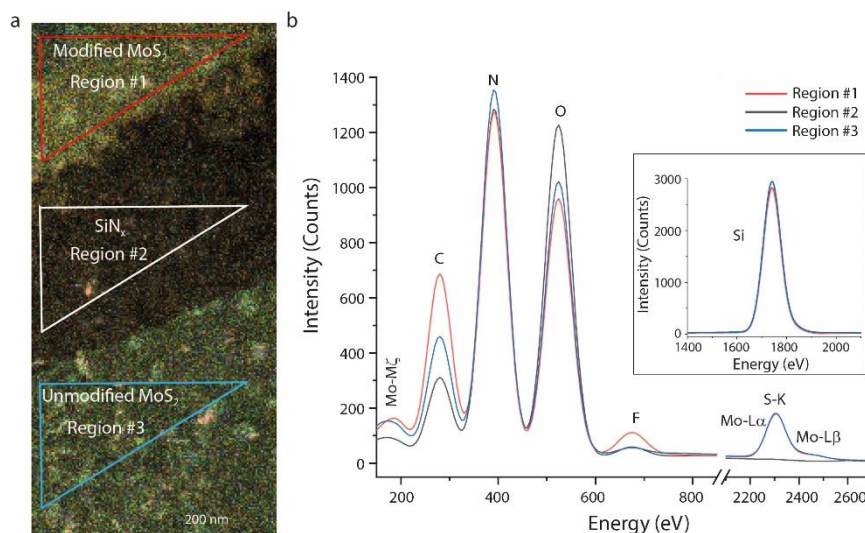 a
Modified MoS₂
Region #1
SiNₓ
Region #2
Unmodified MoS₂
Region #3
200 nm
b
Intensity (Counts)
1400
1200
1000
800
600
400
200
0
Mo-Mζ
C
N
O
F
S-K
Mo-Lα
Mo-Lβ
200 400 600 800 2200 2400 2600
Energy (eV)
Region #1
Region #2
Region #3
Intensity (Counts)
3000
2000
1000
0
Si
1400 1600 1800 2000
Energy (eV)